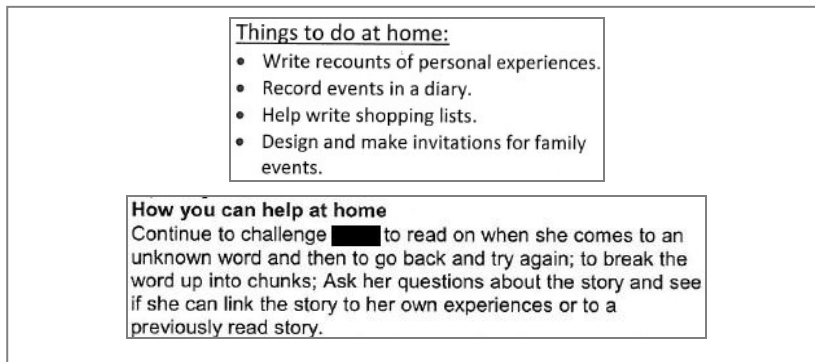 Things to do at home:
• Write recounts of personal experiences.
• Record events in a diary.
• Help write shopping lists.
• Design and make invitations for family
events.
How you can help at home
Continue to challenge to read on when she comes to an
unknown word and then to go back and try again; to break the
word up into chunks; Ask her questions about the story and see
if she can link the story to her own experiences or to a
previously read story.